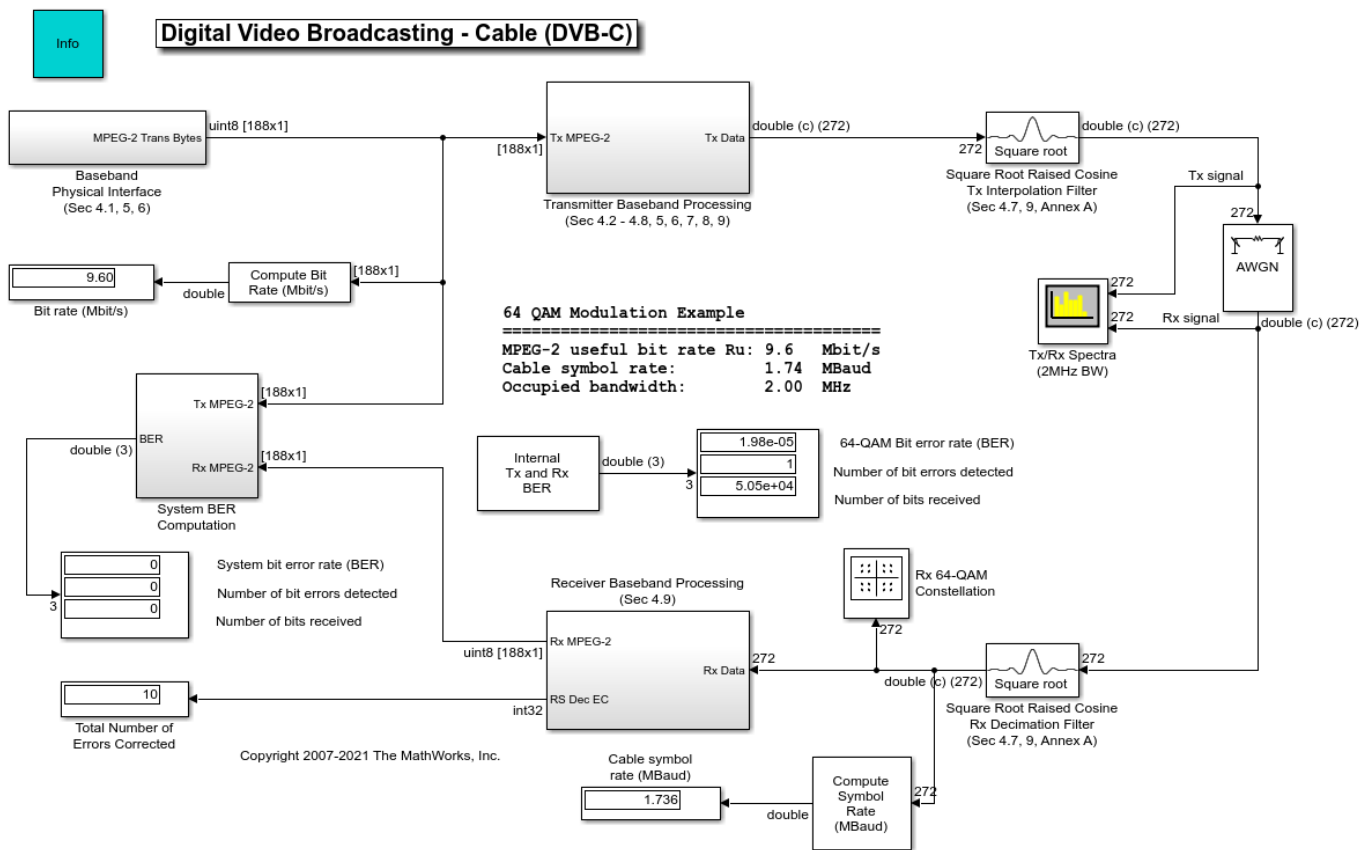 Info
Digital Video Broadcasting - Cable (DVB-C)
MPEG-2 Trans Bytes
uint8 [188x1]
Baseband
Physical Interface
(Sec 4.1, 5, 6)
[188x1]
Tx MPEG-2
Tx Data
Transmitter Baseband Processing
(Sec 4.2 - 4.8, 5, 6, 7, 8, 9)
double (c) (272)
272
Square root
double (c) (272)
Square Root Raised Cosine
Tx Interpolation Filter
(Sec 4.7, 9, Annex A)
Tx signal
272
AWGN
272
272
Rx signal
double (c) (272)
Tx/Rx Spectra
(2MHz BW)
9.60
Bit rate (Mbit/s)
double
Compute Bit
Rate (Mbit/s)
[188x1]
64 QAM Modulation Example
=======================================
MPEG-2 useful bit rate Ru: 9.6 Mbit/s
Cable symbol rate: 1.74 MBaud
Occupied bandwidth: 2.00 MHz
[188x1]
Tx MPEG-2
BER
double (3)
Rx MPEG-2
[188x1]
System BER
Computation
Internal
Tx and Rx
BER
double (3)
3
1.98e-05
64-QAM Bit error rate (BER)
1
Number of bit errors detected
5.05e+04
Number of bits received
3
0
System bit error rate (BER)
0
Number of bit errors detected
0
Number of bits received
Receiver Baseband Processing
(Sec 4.9)
Rx MPEG-2
uint8 [188x1]
Rx Data
272
RS Dec EC
int32
Rx 64-QAM
Constellation
272
double (c) (272)
Square root
272
Square Root Raised Cosine
Rx Decimation Filter
(Sec 4.7, 9, Annex A)
10
Total Number of
Errors Corrected
Copyright 2007-2021 The MathWorks, Inc.
Cable symbol
rate (MBaud)
1.736
double
Compute
Symbol
Rate
(MBaud)
272